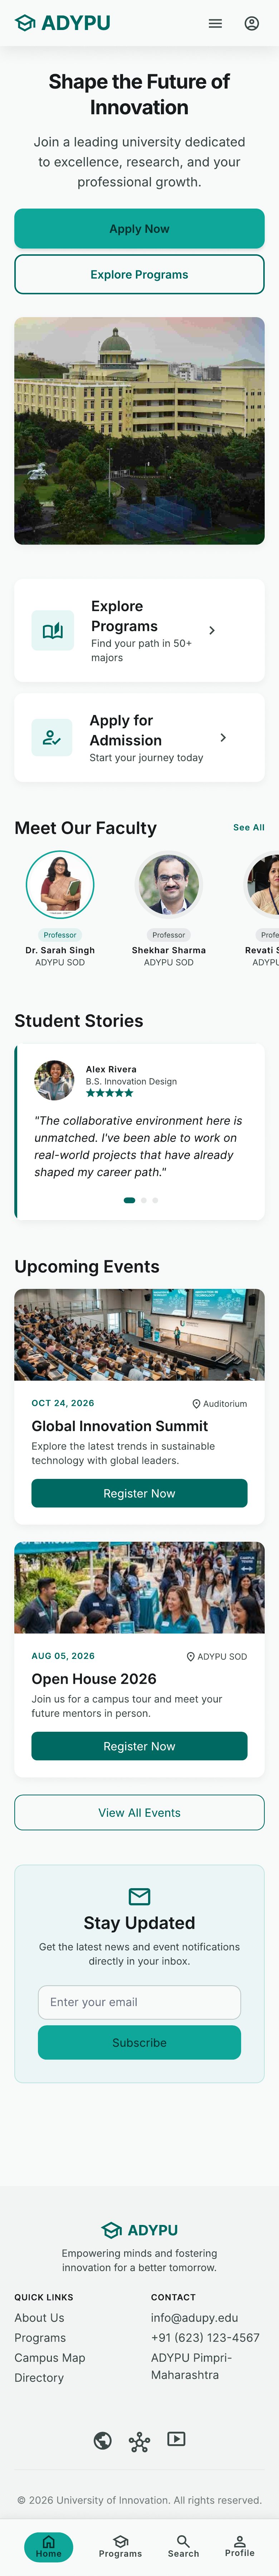 ADYPU
Shape the Future of
Innovation
Join a leading university dedicated
to excellence, research, and your
professional growth.
Apply Now
Explore Programs
Explore
Programs
Find your path in 50+
majors
Apply for
Admission
Start your journey today
Meet Our Faculty
See All
Professor
Dr. Sarah Singh
ADYPU SOD
Professor
Shekhar Sharma
ADYPU SOD
Profe
Revati S
ADYPU
Student Stories
Alex Rivera
B.S. Innovation Design
★★★★★
"The collaborative environment here is
unmatched. I've been able to work on
real-world projects that have already
shaped my career path."
Upcoming Events
OCT 24, 2026
Auditorium
Global Innovation Summit
Explore the latest trends in sustainable
technology with global leaders.
Register Now
AUG 05, 2026
ADYPU SOD
Open House 2026
Join us for a campus tour and meet your
future mentors in person.
Register Now
View All Events
Stay Updated
Get the latest news and event notifications
directly in your inbox.
Enter your email
Subscribe
ADYPU
Empowering minds and fostering
innovation for a better tomorrow.
QUICK LINKS
About Us
Programs
Campus Map
Directory
CONTACT
info@adupy.edu
+91 (623) 123-4567
ADYPU Pimpri-
Maharashtra
© 2026 University of Innovation. All rights reserved.
Home
Programs
Search
Profile